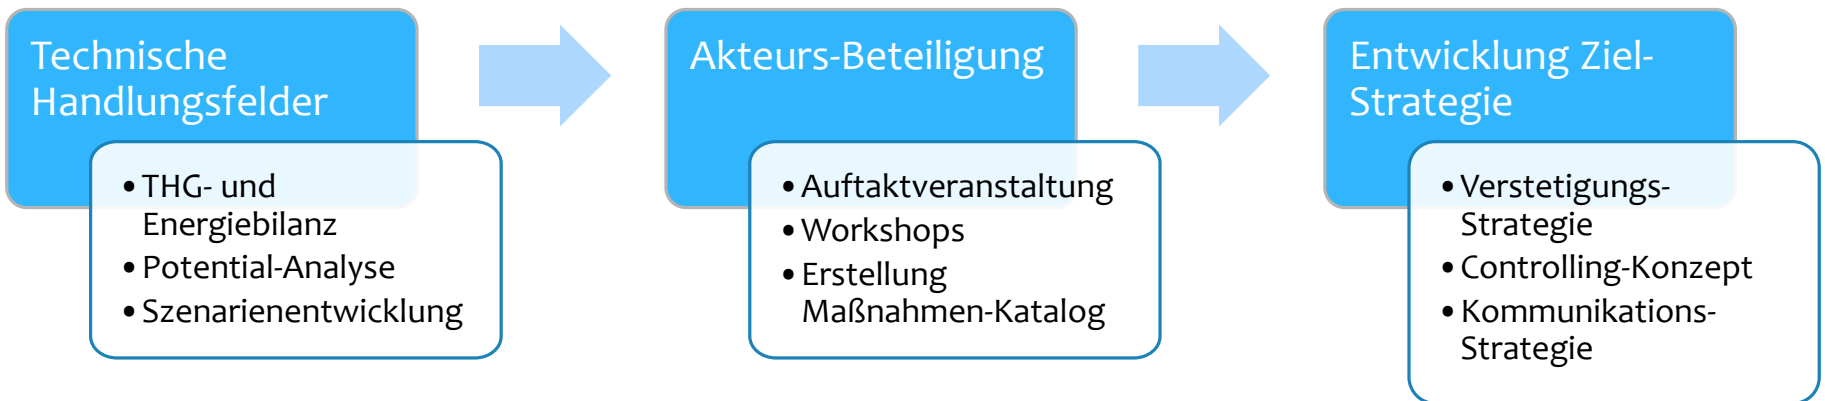 Technische
Handlungsfelder
• THG- und
Energiebilanz
• Potential-Analyse
• Szenarienentwicklung
Akteurs-Beteiligung
• Auftaktveranstaltung
• Workshops
• Erstellung
Maßnahmen-Katalog
Entwicklung Ziel-
Strategie
• Verstetigungs-
Strategie
• Controlling-Konzept
• Kommunikations-
Strategie